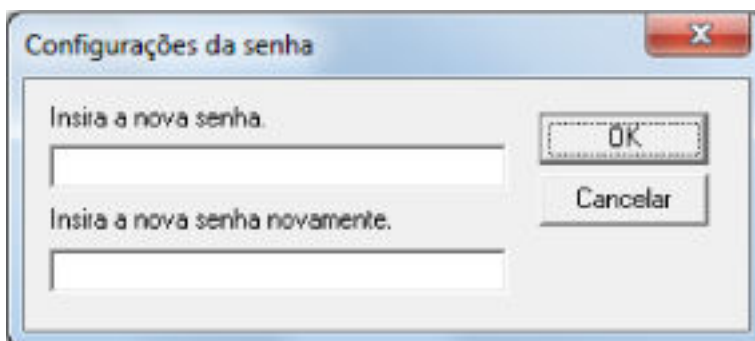 Configurações da senha
Insira a nova senha.
OK
Cancelar
Insira a nova senha novamente.